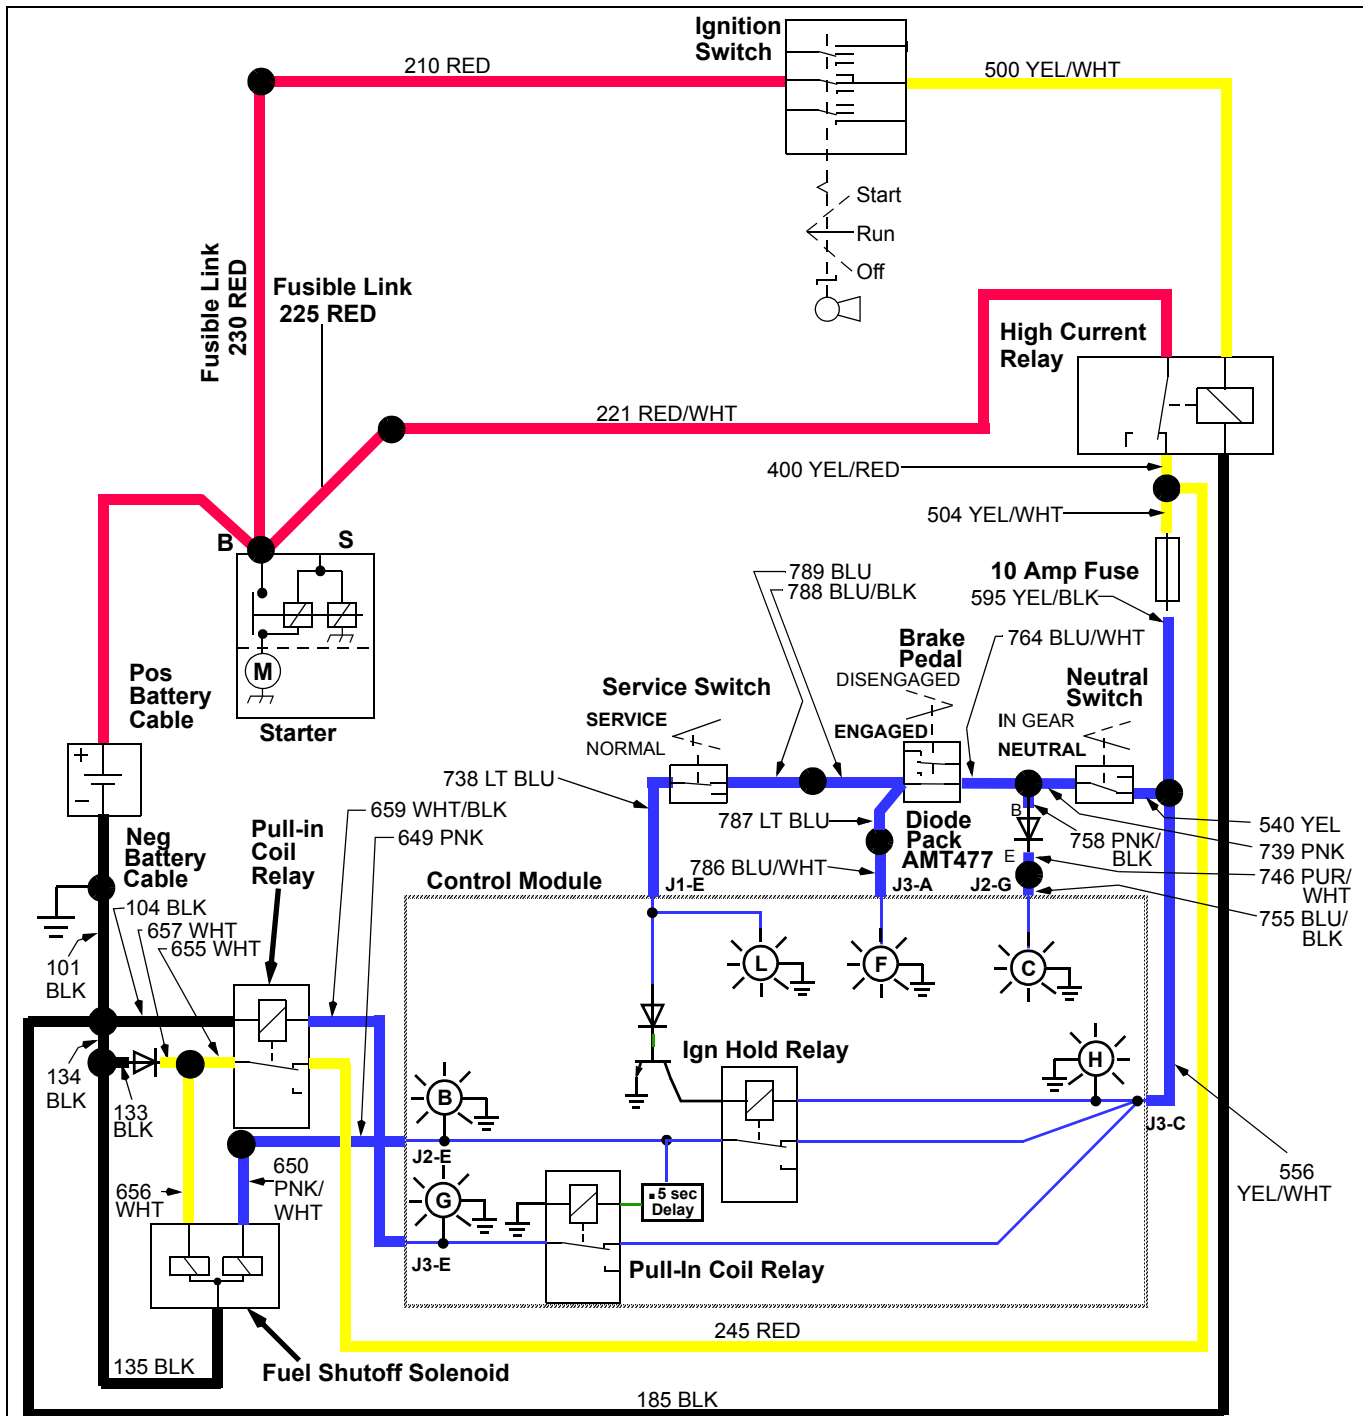 Ignition
Switch
210 RED
500 YEL/WHT
Start
Run
Off
Fusible Link
230 RED
Fusible Link
225 RED
High Current
Relay
221 RED/WHT
400 YEL/RED
504 YEL/WHT
B
S
M
Starter
10 Amp Fuse
595 YEL/BLK
789 BLU
788 BLU/BLK
Brake
Pedal
DISENGAGED
ENGAGED
764 BLU/WHT
Neutral
Switch
IN GEAR
NEUTRAL
Pos
Battery
Cable
+
−
Service Switch
SERVICE
NORMAL
738 LT BLU
659 WHT/BLK
649 PNK
787 LT BLU
786 BLU/WHT
Diode
Pack
AMT477
B
E
758 PNK/
BLK
540 YEL
739 PNK
746 PUR/
WHT
755 BLU/
BLK
Pull-in
Coil
Relay
Neg
Battery
Cable
104 BLK
657 WHT
655 WHT
101
BLK
Control Module
J1-E
J3-A
J2-G
L
F
C
134
BLK
133
BLK
Ign Hold Relay
H
B
J2-E
J3-C
G
J3-E
.5 sec
Delay
656
WHT
650
PNK/
WHT
556
YEL/WHT
Pull-In Coil Relay
245 RED
135 BLK
Fuel Shutoff Solenoid
185 BLK